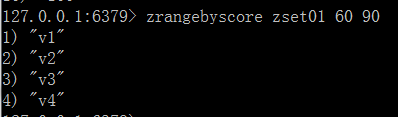 127.0.0.1:6379> zrangebyscore zset01 60 90
1) "v1"
2) "v2"
3) "v3"
4) "v4"